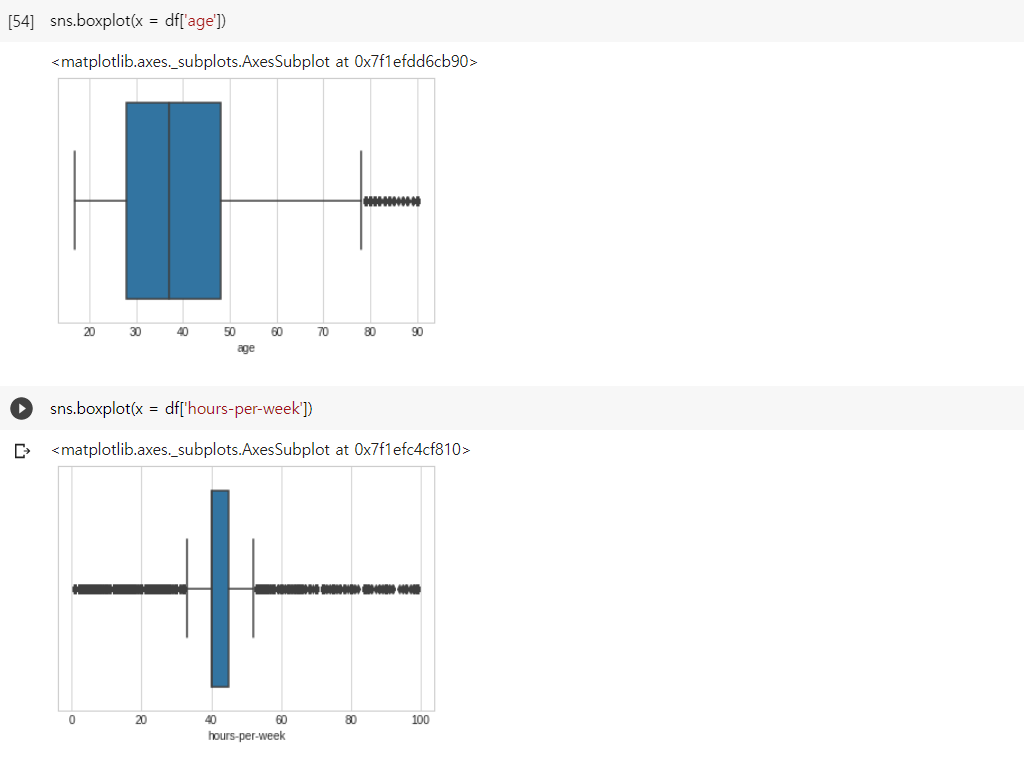 [54] sns.boxplot(x = df['age'])
<matplotlib.axes._subplots.AxesSubplot at 0x7f1efdd6cb90>
20 30 40 50 60 70 80 90
age
sns.boxplot(x = df['hours-per-week'])
<matplotlib.axes._subplots.AxesSubplot at 0x7f1efc4cf810>
0 20 40 60 80 100
hours-per-week